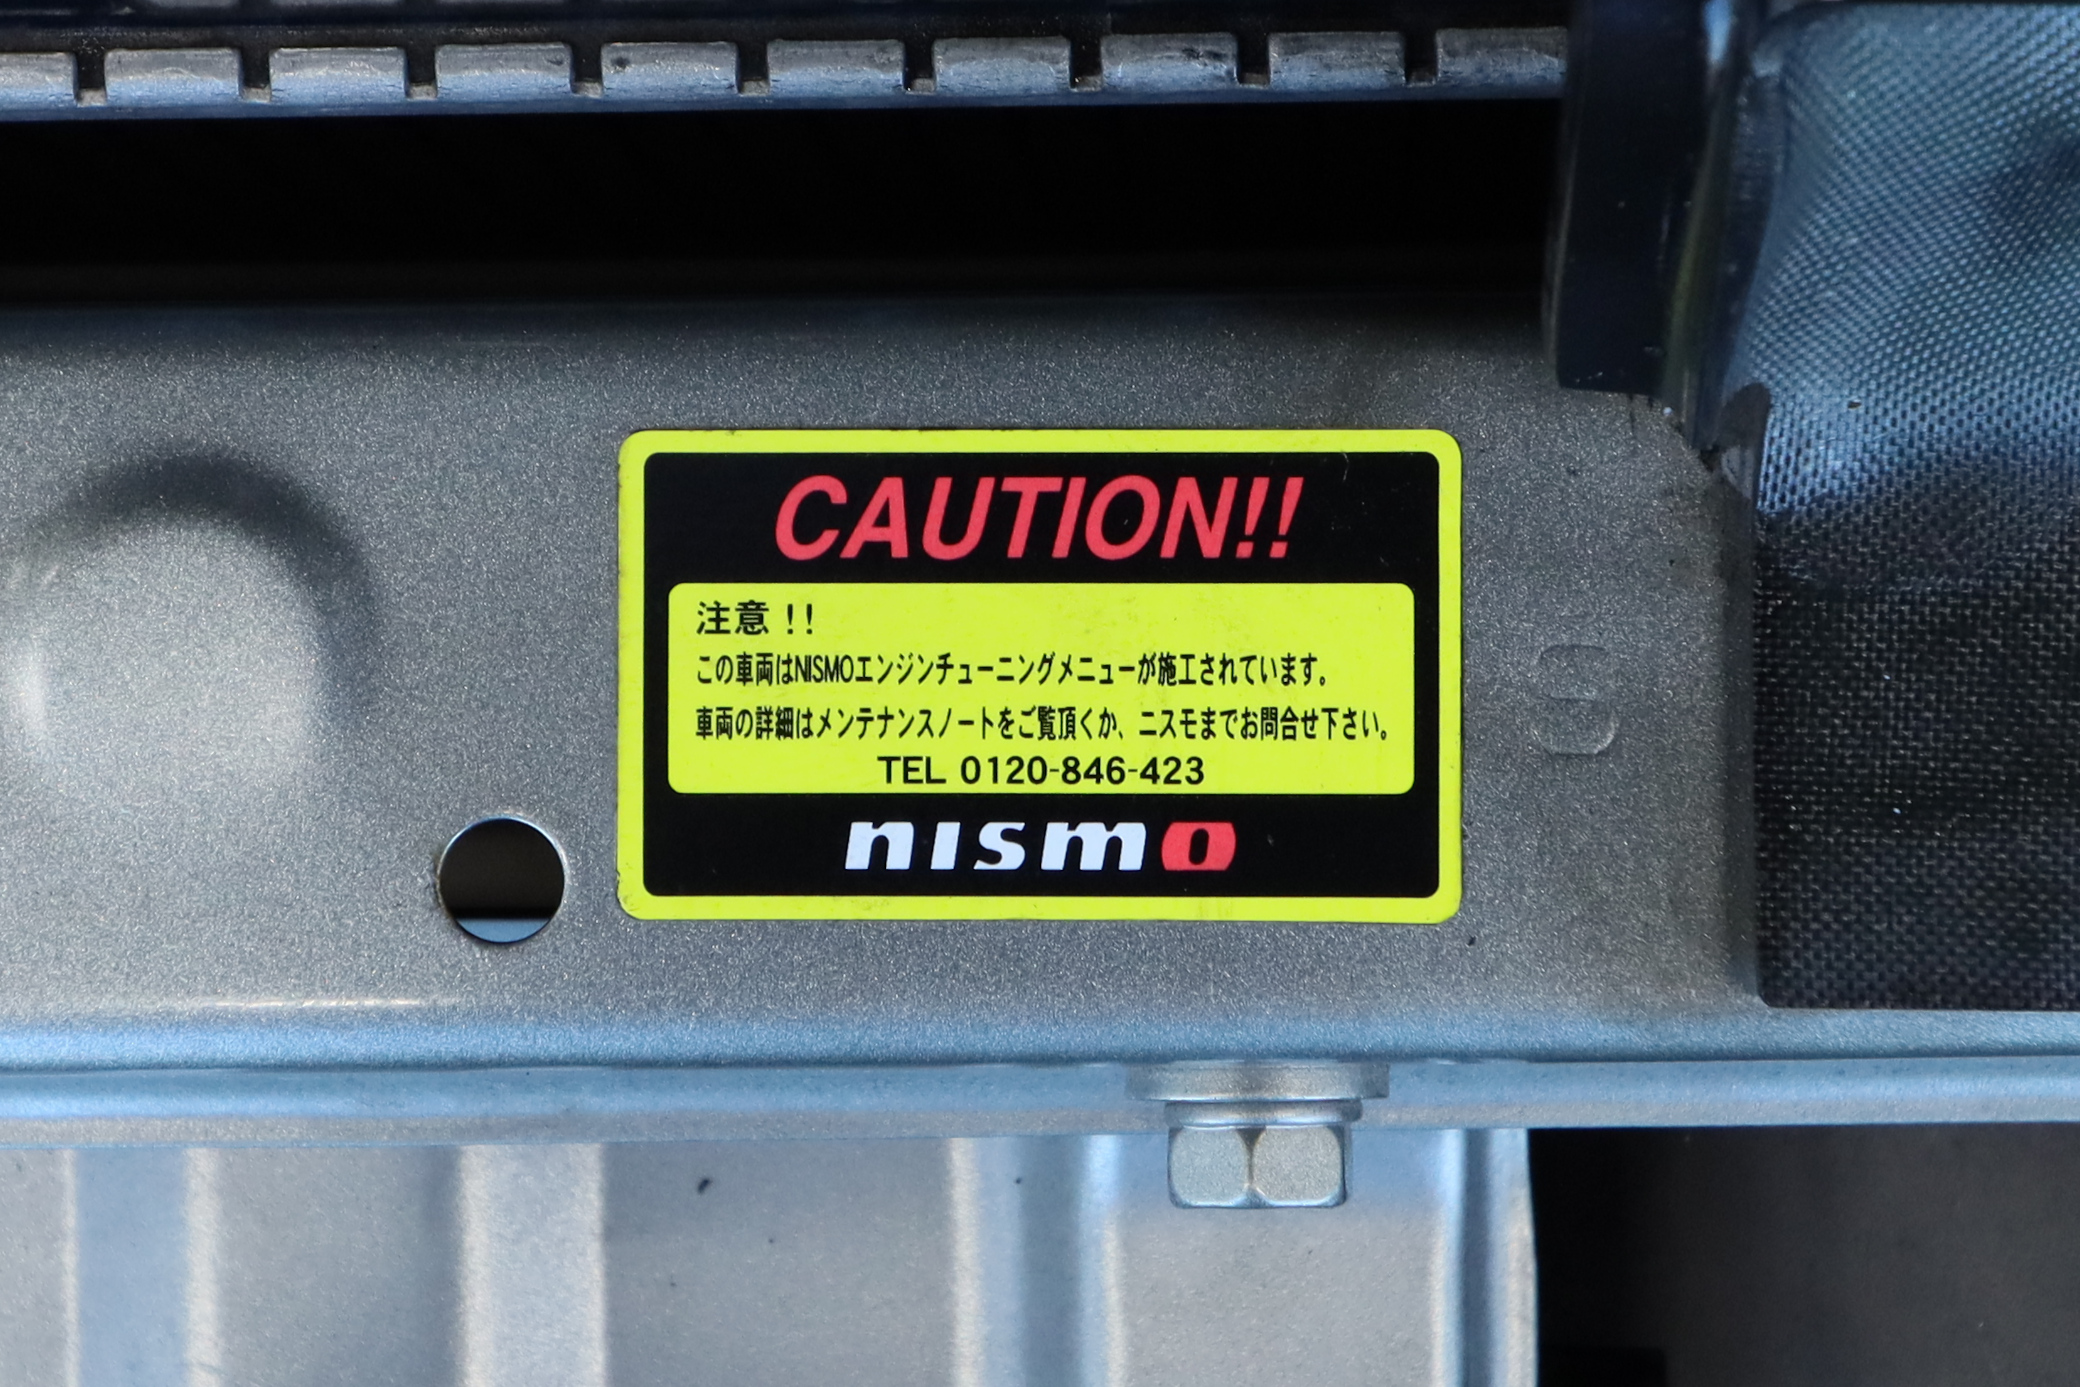 CAUTION!!
注意!!
この車両はNISMOエンジンチューニングメニューが施工されています。
車両の詳細はメンテナンスノートをご覧頂くか、ニスモまでお問合せ下さい。
TEL 0120-846-423
nismo